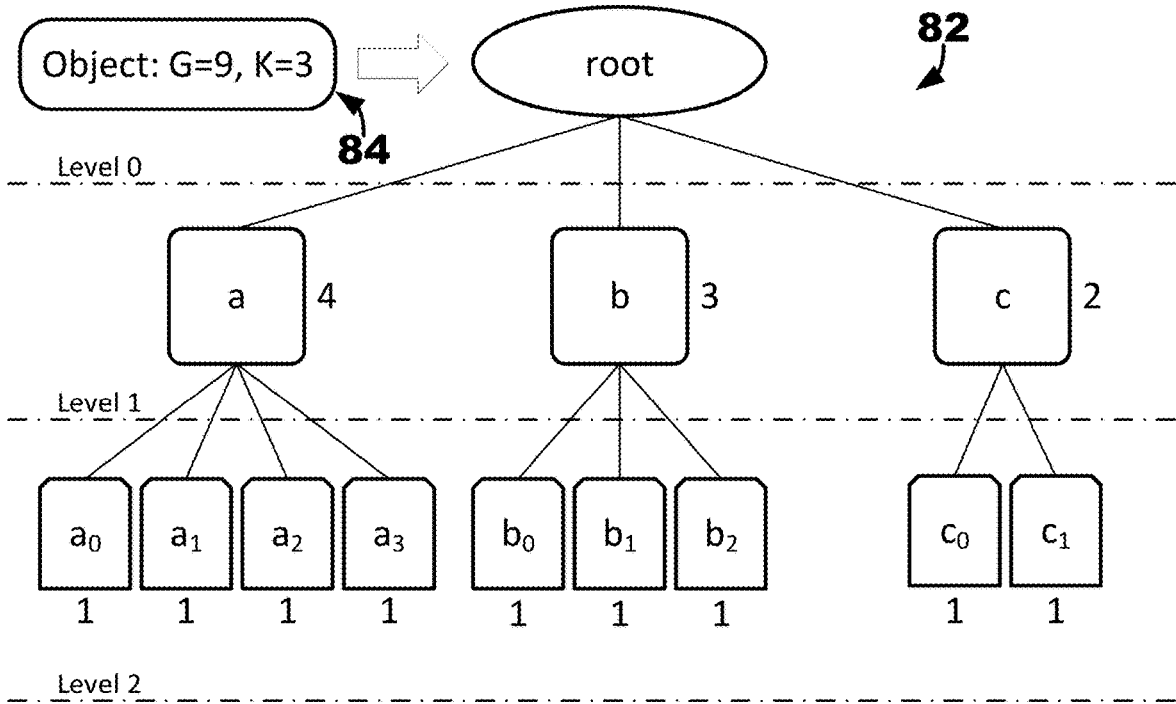 Object: G=9, K=3
root
82
84
Level 0
a 4 b 3 c 2
Level 1
a₀ a₁ a₂ a₃ b₀ b₁ b₂ c₀ c₁
1 1 1 1 1 1 1 1 1
Level 2